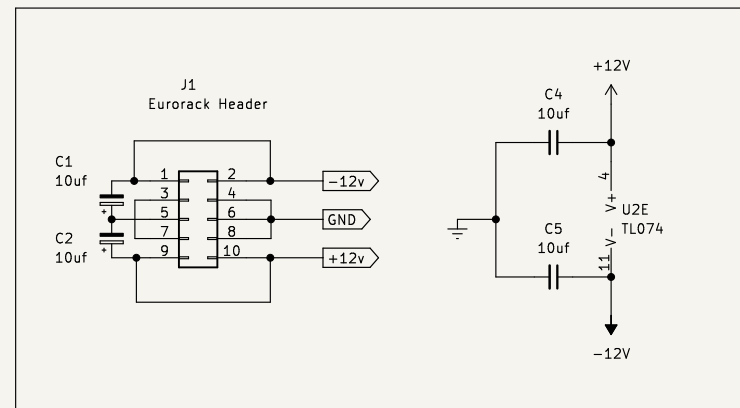 J1
Eurorack Header
C1
10uf
C2
10uf
1
2
3
4
5
6
7
8
9
10
+
+
-12v
GND
+12v
+12V
C4
10uf
4
V+
U2E
TL074
V-
11
C5
10uf
-12V